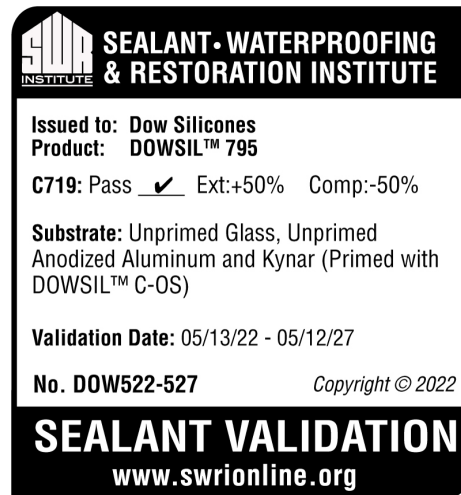 SWR
INSTITUTE
SEALANT • WATERPROOFING
& RESTORATION INSTITUTE
Issued to: Dow Silicones
Product: DOWSIL™ 795
C719: Pass ✔ Ext:+50% Comp:-50%
Substrate: Unprimed Glass, Unprimed
Anodized Aluminum and Kynar (Primed with
DOWSIL™ C-OS)
Validation Date: 05/13/22 - 05/12/27
No. DOW522-527 Copyright © 2022
SEALANT VALIDATION
www.swrionline.org